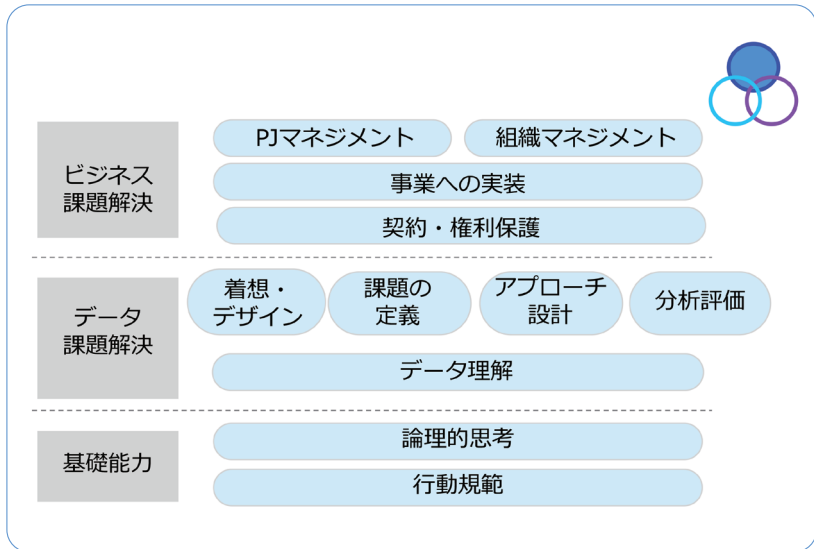 ビジネス
課題解決
PJマネジメント
組織マネジメント
事業への実装
契約・権利保護
データ
課題解決
着想・
デザイン
課題の
定義
アプローチ
設計
分析評価
データ理解
基礎能力
論理的思考
行動規範